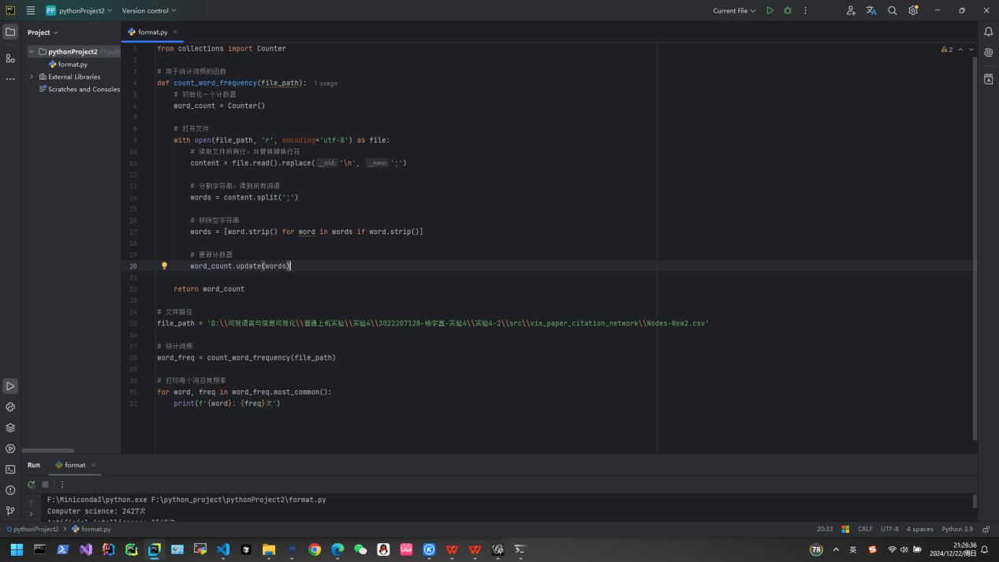 PC
PP pythonProject2
Version control
Current File
Project
format.py
pythonProject2
format.py
External Libraries
Scratches and Consoles
2
1 from collections import Counter
2
3 # 用于统计词频的函数
4 def count_word_frequency(file_path): 1 usage
5 # 初始化一个计数器
6 word_count = Counter()
7
8 # 打开文件
9 with open(file_path, 'r', encoding='utf-8') as file:
10 # 读取文件所有行，并替换掉换行符
11 content = file.read().replace( __old: '\n', __new: ';')
12
13 # 分割字符串，得到所有词语
14 words = content.split(';')
15
16 # 移除空字符串
17 words = [word.strip() for word in words if word.strip()]
18
19 # 更新计数器
20 word_count.update(words)
21
22 return word_count
23
24 # 文件路径
25 file_path = 'D:\\可视语言与信息可视化\\普通上机实验\\实验4\\3022207128-杨宇鑫-实验4\\实验4-2\\src\\vis_paper_citation_network\\Nodes-New2.csv'
26
27 # 统计词频
28 word_freq = count_word_frequency(file_path)
29
30 # 打印每个词及其频率
31 for word, freq in word_freq.most_common():
32 print(f'{word}: {freq}次')
Run
format
F:\Miniconda3\python.exe F:\python_project\pythonProject2\format.py
Computer science: 2427次
pythonProject2 > format.py
20:33
CRLF
UTF-8
4 spaces
Python 3.9
78
英
21:26:36
2024/12/22/周日